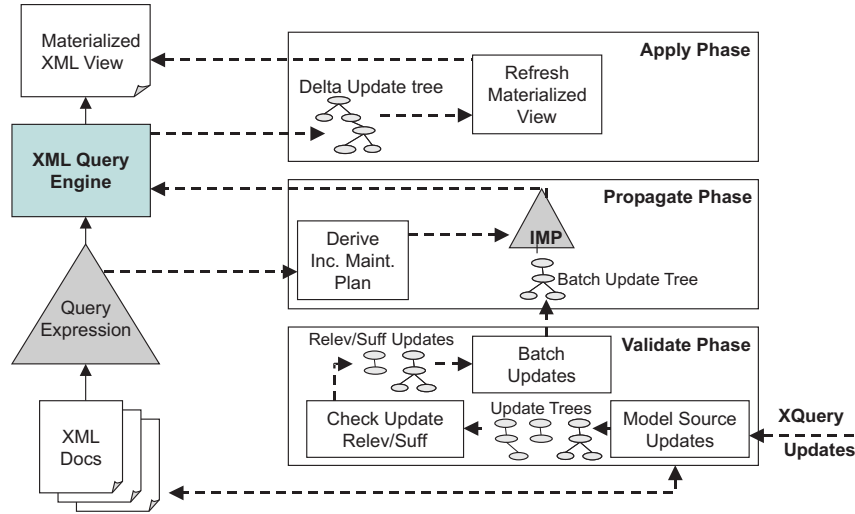 Materialized
XML View
Apply Phase
Delta Update tree
Refresh
Materialized
View
XML Query
Engine
Propagate Phase
Derive
Inc. Maint.
Plan
IMP
Batch Update Tree
Query
Expression
Validate Phase
Relev/Suff Updates
Batch
Updates
Update Trees
Check Update
Relev/Suff
Model Source
Updates
XQuery
Updates
XML
Docs